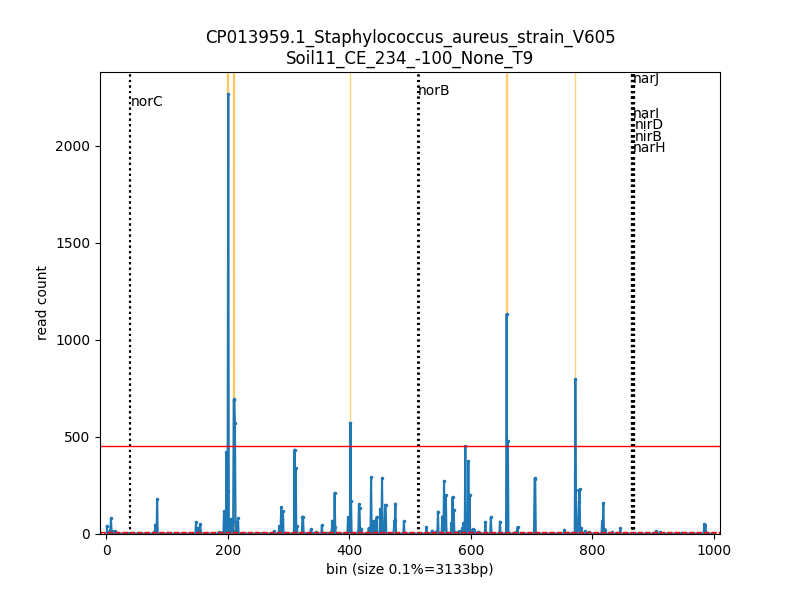 CP013959.1_Staphylococcus_aureus_strain_V605
Soil11_CE_234_-100_None_T9
narJ
norB
norC
narI
nirD
nirB
narH
2000
1500
1000
500
0
read count
0 200 400 600 800 1000
bin (size 0.1%=3133bp)